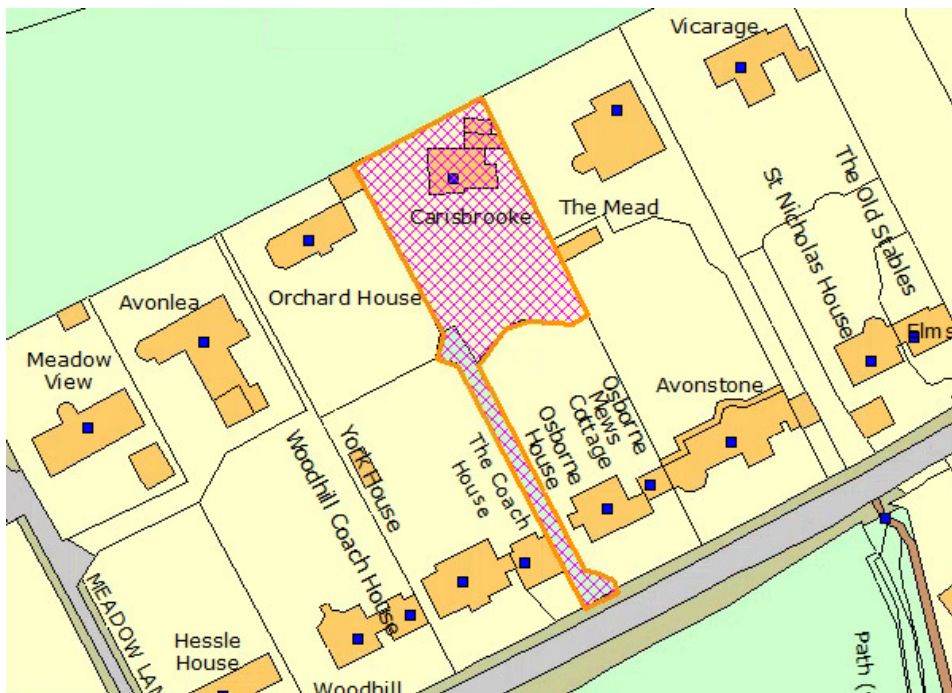 Vicarage
The Mead
Carisbrooke
The Old Stables
St Nicholas House
Orchard House
Avonlea
Meadow
View
Elms
Avonstone
Osborne
Mews
Cottage
Osborne
House
The Coach
House
York House
Woodhill Coach House
MEADOW LAN
Hessle
House
Woodhill
Path (